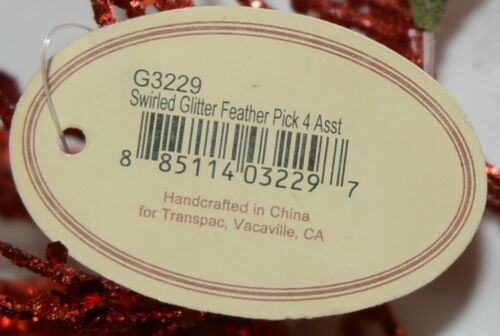 G3229
Swirled Glitter Feather Pick 4 Asst
8 85114 03229 7
Handcrafted in China
for Transpac, Vacaville, CA